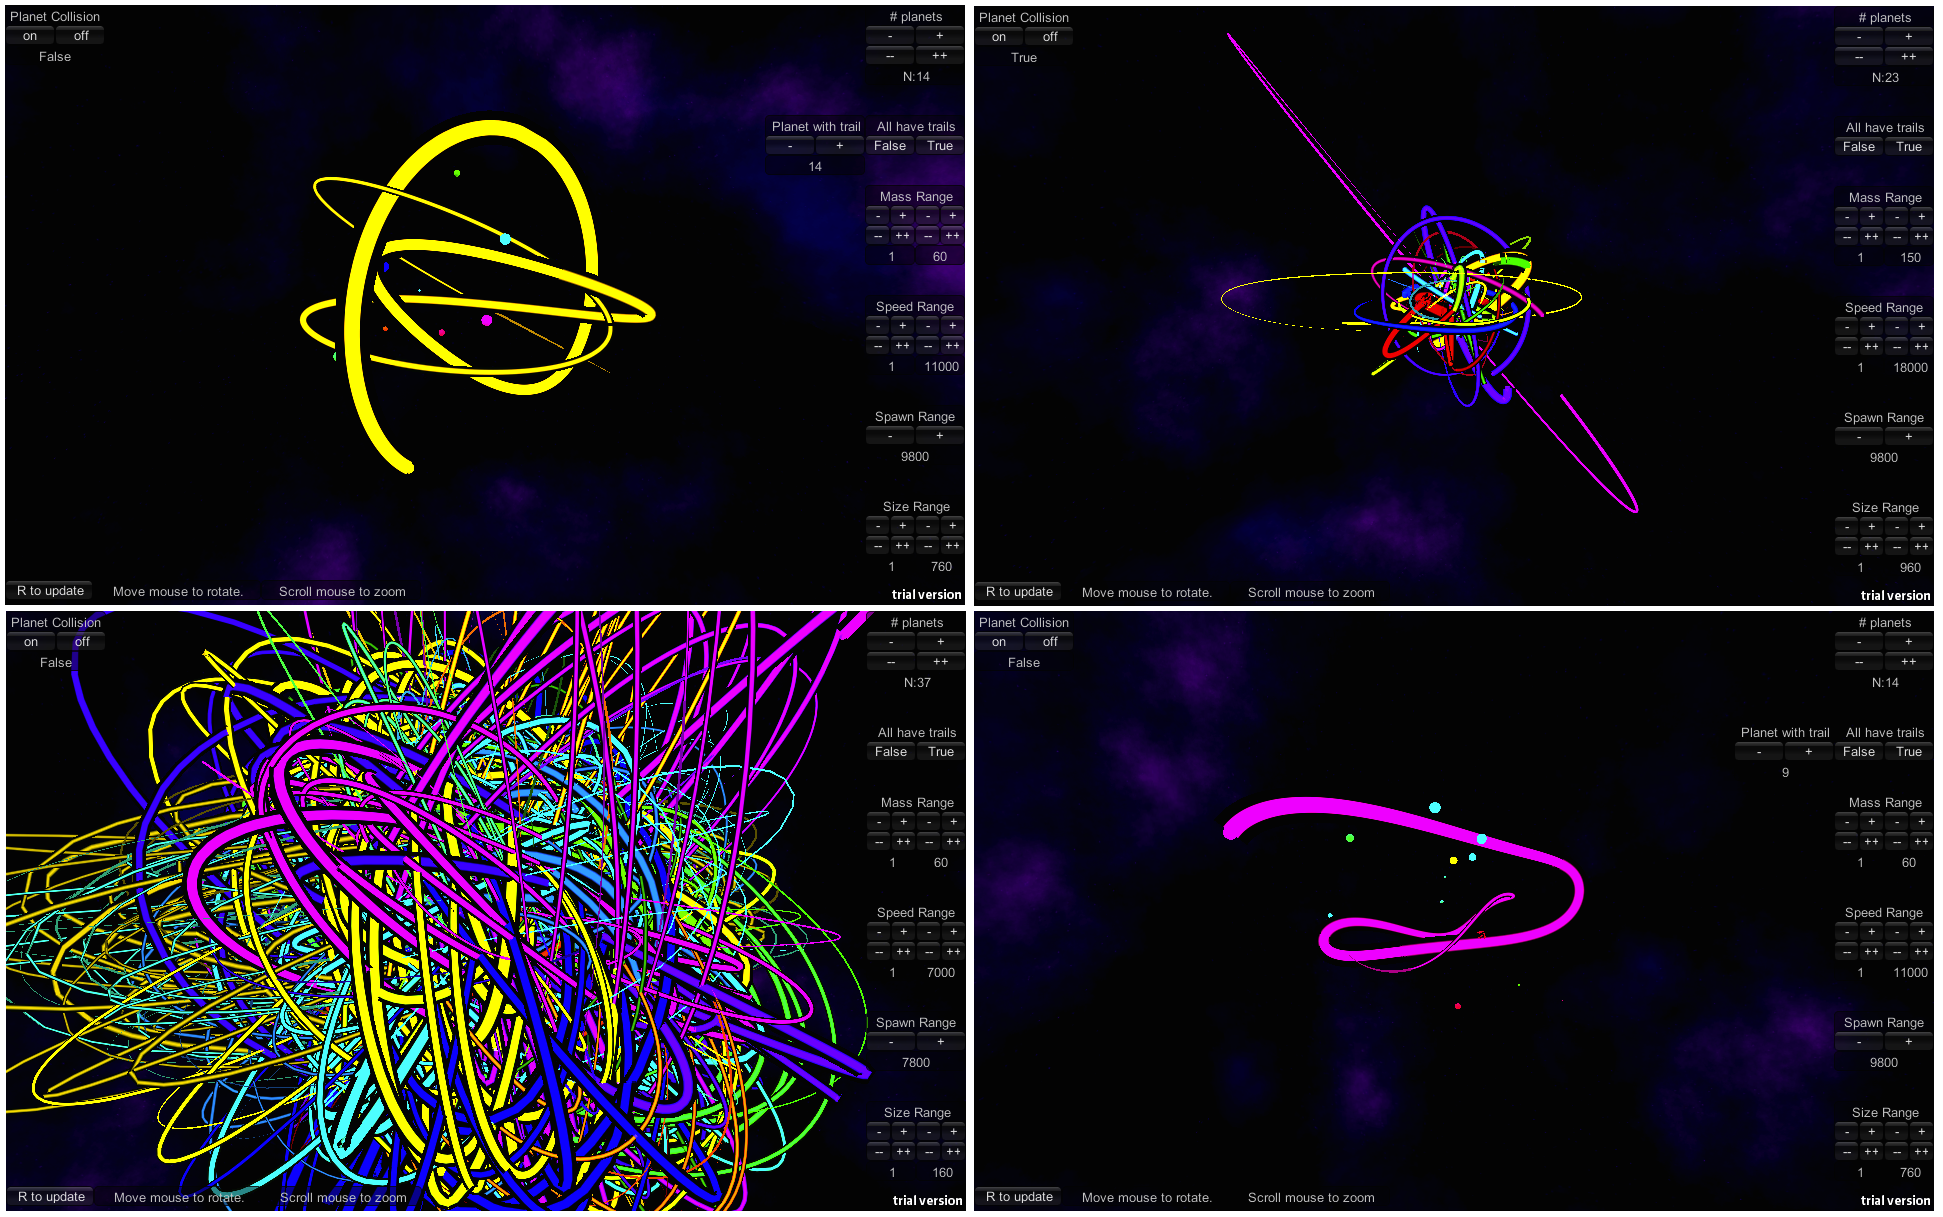 Planet Collision
on off
False
# planets
- +
-- ++
N:14
Planet with trail All have trails
- + False True
14
Mass Range
- + - +
-- ++ -- ++
1 60
Speed Range
- + - +
-- ++ -- ++
1 11000
Spawn Range
- +
9800
Size Range
- + - +
-- ++ -- ++
1 760
R to update Move mouse to rotate. Scroll mouse to zoom
trial version
Planet Collision
on off
True
# planets
- +
-- ++
N:23
All have trails
False True
Mass Range
- + - +
-- ++ -- ++
1 150
Speed Range
- + - +
-- ++ -- ++
1 18000
Spawn Range
- +
9800
Size Range
- + - +
-- ++ -- ++
1 960
R to update Move mouse to rotate. Scroll mouse to zoom
trial version
Planet Collision
on off
False
# planets
- +
-- ++
N:37
All have trails
False True
Mass Range
- + - +
-- ++ -- ++
1 60
Speed Range
- + - +
-- ++ -- ++
1 7000
Spawn Range
- +
7800
Size Range
- + - +
-- ++ -- ++
1 160
R to update Move mouse to rotate. Scroll mouse to zoom
trial version
Planet Collision
on off
False
# planets
- +
-- ++
N:14
Planet with trail All have trails
- + False True
9
Mass Range
- + - +
-- ++ -- ++
1 60
Speed Range
- + - +
-- ++ -- ++
1 11000
Spawn Range
- +
9800
Size Range
- + - +
-- ++ -- ++
1 760
R to update Move mouse to rotate. Scroll mouse to zoom
trial version